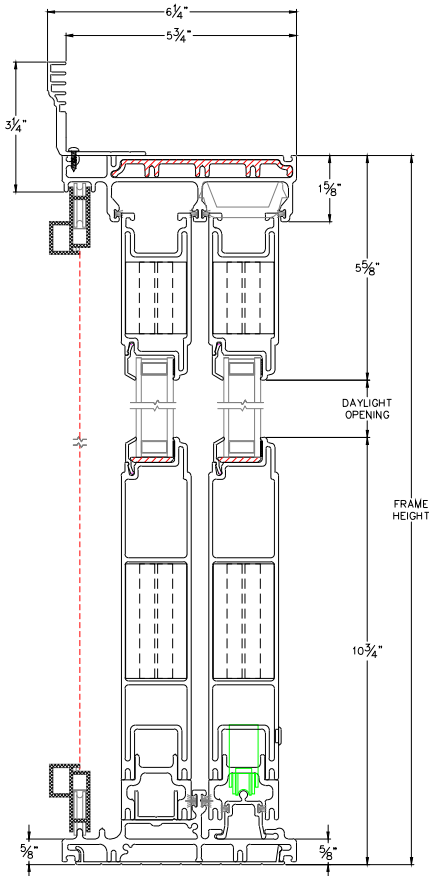 6¼"
5¾"
3¼"
1⅝"
5⅝"
DAYLIGHT
OPENING
FRAME
HEIGHT
10¾"
⅝"
⅝"